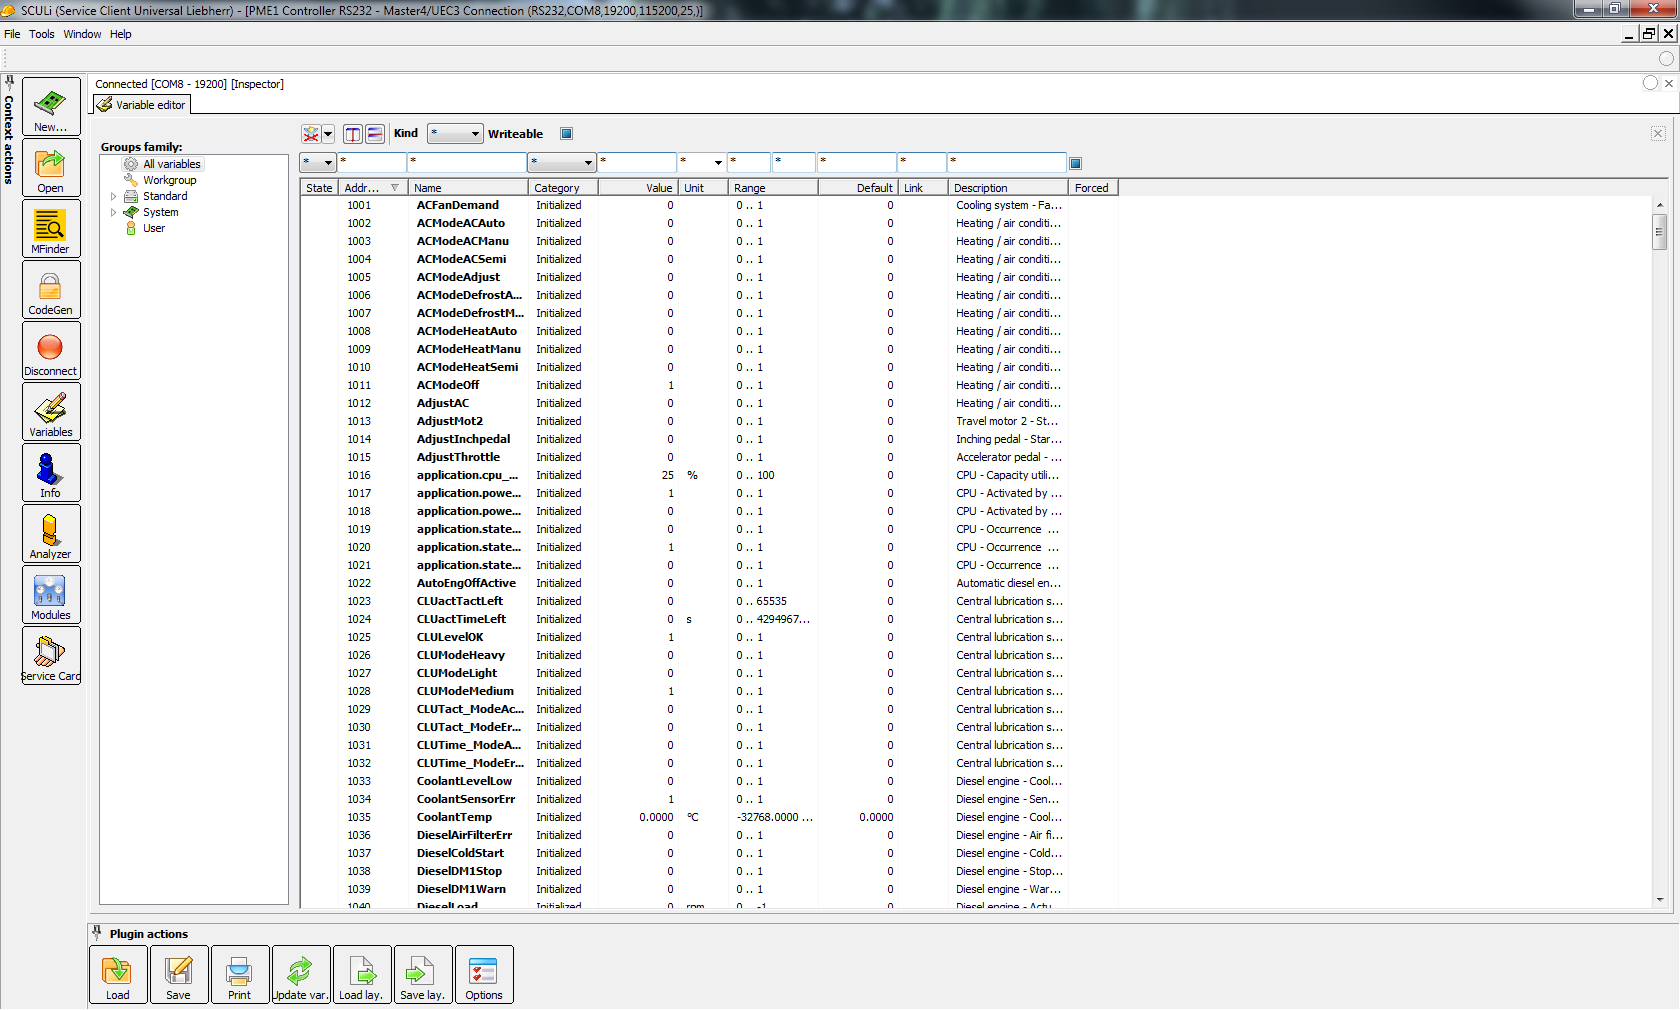 SCULi (Service Client Universal Liebherr) - [PME1 Controller RS232 - Master4/UEC3 Connection (RS232,COM8,19200,115200,25,)]
File Tools Window Help
Context actions
New...
Open
MFinder
CodeGen
Disconnect
Variables
Info
Analyzer
Modules
Service Card
Connected [COM8 - 19200] [Inspector]
Variable editor
Groups family:
All variables
Workgroup
Standard
System
User
Kind * Writeable
* * * * * * * * * * *
State Addr... Name Category Value Unit Range Default Link Description Forced
1001 ACFanDemand Initialized 0 0 .. 1 0 Cooling system - Fa...
1002 ACModeACAuto Initialized 0 0 .. 1 0 Heating / air conditi...
1003 ACModeACManu Initialized 0 0 .. 1 0 Heating / air conditi...
1004 ACModeACSemi Initialized 0 0 .. 1 0 Heating / air conditi...
1005 ACModeAdjust Initialized 0 0 .. 1 0 Heating / air conditi...
1006 ACModeDefrostA... Initialized 0 0 .. 1 0 Heating / air conditi...
1007 ACModeDefrostM... Initialized 0 0 .. 1 0 Heating / air conditi...
1008 ACModeHeatAuto Initialized 0 0 .. 1 0 Heating / air conditi...
1009 ACModeHeatManu Initialized 0 0 .. 1 0 Heating / air conditi...
1010 ACModeHeatSemi Initialized 0 0 .. 1 0 Heating / air conditi...
1011 ACModeOff Initialized 1 0 .. 1 0 Heating / air conditi...
1012 AdjustAC Initialized 0 0 .. 1 0 Heating / air conditi...
1013 AdjustMot2 Initialized 0 0 .. 1 0 Travel motor 2 - St...
1014 AdjustInchpedal Initialized 0 0 .. 1 0 Inching pedal - Star...
1015 AdjustThrottle Initialized 0 0 .. 1 0 Accelerator pedal - ...
1016 application.cpu_... Initialized 25 % 0 .. 100 0 CPU - Capacity utili...
1017 application.powe... Initialized 1 0 .. 1 0 CPU - Activated by ...
1018 application.powe... Initialized 0 0 .. 1 0 CPU - Activated by ...
1019 application.state... Initialized 0 0 .. 1 0 CPU - Occurrence ...
1020 application.state... Initialized 1 0 .. 1 0 CPU - Occurrence ...
1021 application.state... Initialized 0 0 .. 1 0 CPU - Occurrence ...
1022 AutoEngOffActive Initialized 0 0 .. 1 0 Automatic diesel en...
1023 CLUactTactLeft Initialized 0 0 .. 65535 0 Central lubrication s...
1024 CLUactTimeLeft Initialized 0 s 0 .. 4294967... 0 Central lubrication s...
1025 CLULevelOK Initialized 1 0 .. 1 0 Central lubrication s...
1026 CLUModeHeavy Initialized 0 0 .. 1 0 Central lubrication s...
1027 CLUModeLight Initialized 0 0 .. 1 0 Central lubrication s...
1028 CLUModeMedium Initialized 1 0 .. 1 0 Central lubrication s...
1029 CLUTact_ModeAc... Initialized 0 0 .. 1 0 Central lubrication s...
1030 CLUTact_ModeEr... Initialized 0 0 .. 1 0 Central lubrication s...
1031 CLUTime_ModeA... Initialized 0 0 .. 1 0 Central lubrication s...
1032 CLUTime_ModeEr... Initialized 0 0 .. 1 0 Central lubrication s...
1033 CoolantLevelLow Initialized 0 0 .. 1 0 Diesel engine - Cool...
1034 CoolantSensorErr Initialized 1 0 .. 1 0 Diesel engine - Sen...
1035 CoolantTemp Initialized 0.0000 °C -32768.0000 ... 0.0000 Diesel engine - Cool...
1036 DieselAirFilterErr Initialized 0 0 .. 1 0 Diesel engine - Air fi...
1037 DieselColdStart Initialized 0 0 .. 1 0 Diesel engine - Cold...
1038 DieselDM1Stop Initialized 0 0 .. 1 0 Diesel engine - Stop...
1039 DieselDM1Warn Initialized 0 0 .. 1 0 Diesel engine - War...
1040 DieselLoad Initialized 0 rpm 0 .. -1 0 Diesel engine - Actu...
Plugin actions
Load
Save
Print
Update var.
Load lay.
Save lay.
Options